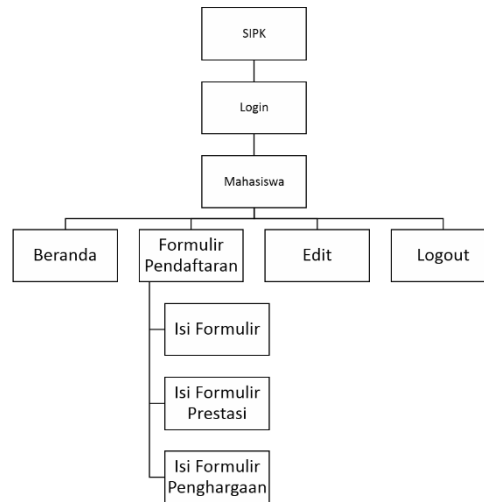 SIPK
Login
Mahasiswa
Beranda
Formulir
Pendaftaran
Edit
Logout
Isi Formulir
Isi Formulir
Prestasi
Isi Formulir
Penghargaan